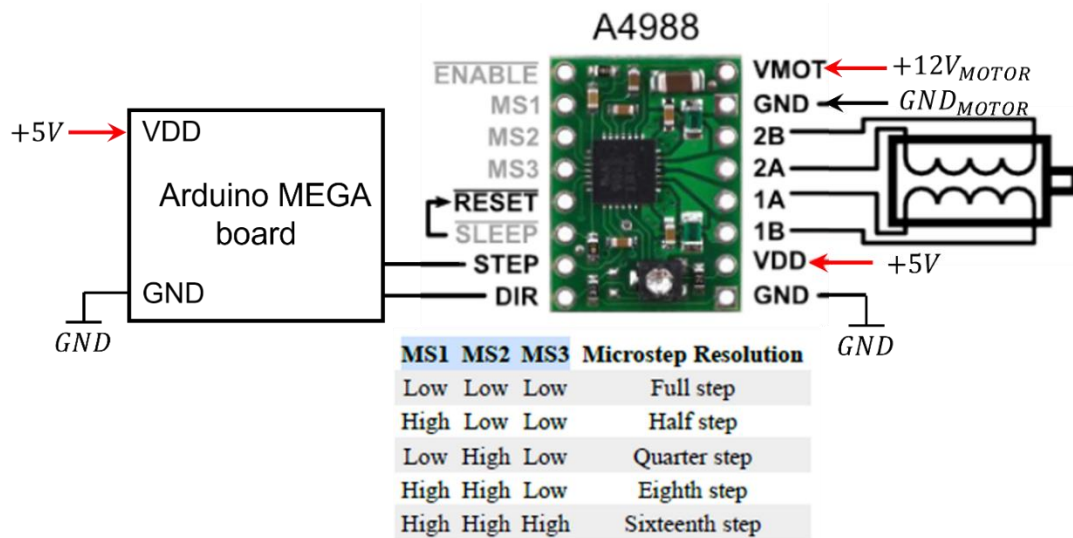 A4988
ENABLE
MS1
MS2
MS3
RESET
SLEEP
STEP
DIR
VMOT
GND
2B
2A
1A
1B
VDD
GND
+12V_MOTOR
GND_MOTOR
+5V
GND
+5V
VDD
Arduino MEGA
board
GND
GND
MS1 MS2 MS3 Microstep Resolution
Low Low Low Full step
High Low Low Half step
Low High Low Quarter step
High High Low Eighth step
High High High Sixteenth step